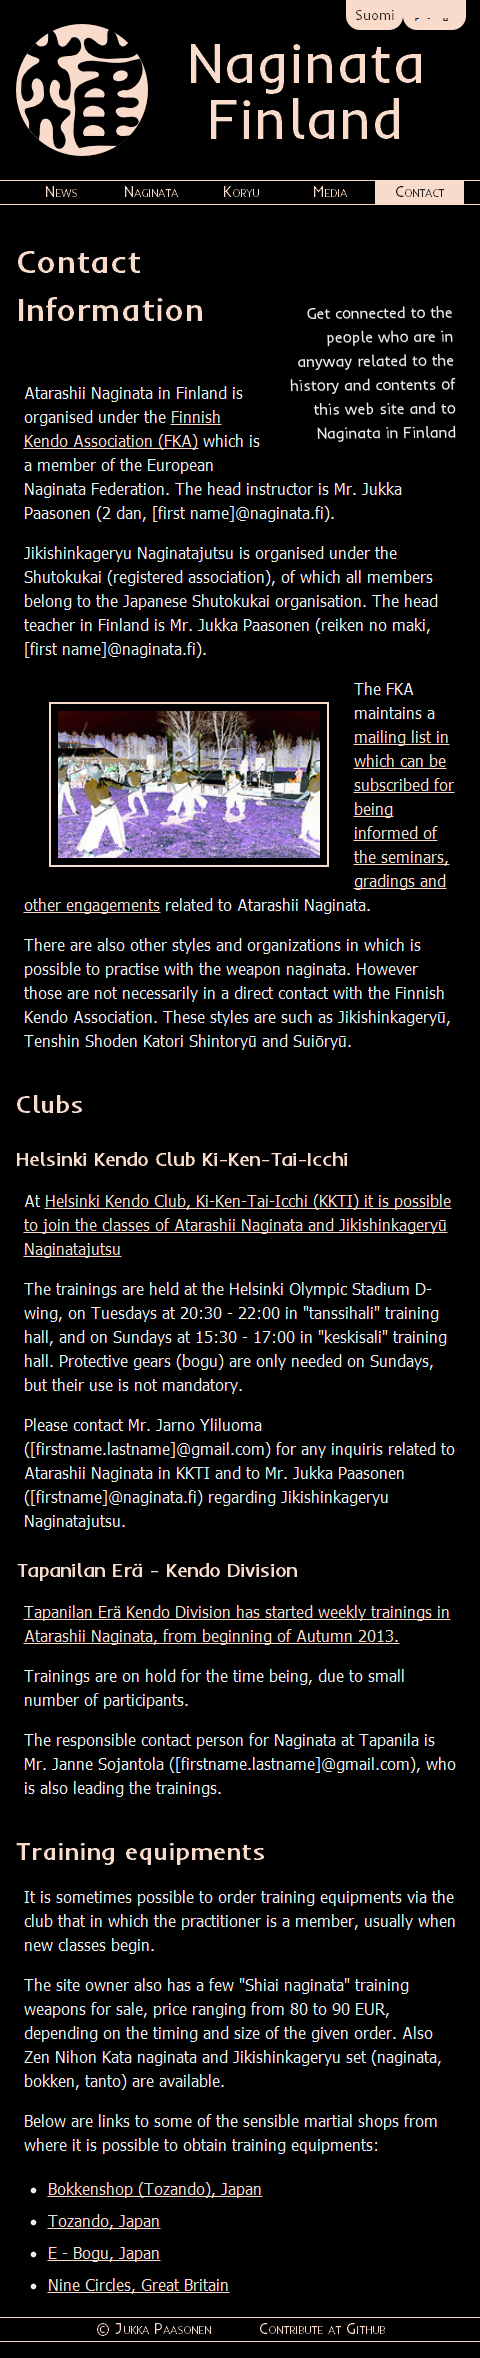 Suomi
Naginata
Finland
News Naginata Koryu Media Contact
Contact
Information
Get connected to the
people who are in
anyway related to the
history and contents of
this web site and to
Naginata in Finland
Atarashii Naginata in Finland is
organised under the Finnish
Kendo Association (FKA) which is
a member of the European
Naginata Federation. The head instructor is Mr. Jukka
Paasonen (2 dan, [first name]@naginata.fi).
Jikishinkageryu Naginatajutsu is organised under the
Shutokukai (registered association), of which all members
belong to the Japanese Shutokukai organisation. The head
teacher in Finland is Mr. Jukka Paasonen (reiken no maki,
[first name]@naginata.fi).
The FKA
maintains a
mailing list in
which can be
subscribed for
being
informed of
the seminars,
gradings and
other engagements related to Atarashii Naginata.
There are also other styles and organizations in which is
possible to practise with the weapon naginata. However
those are not necessarily in a direct contact with the Finnish
Kendo Association. These styles are such as Jikishinkageryū,
Tenshin Shoden Katori Shintoryū and Suiōryū.
Clubs
Helsinki Kendo Club Ki-Ken-Tai-Icchi
At Helsinki Kendo Club, Ki-Ken-Tai-Icchi (KKTI) it is possible
to join the classes of Atarashii Naginata and Jikishinkageryū
Naginatajutsu
The trainings are held at the Helsinki Olympic Stadium D-
wing, on Tuesdays at 20:30 - 22:00 in "tanssihali" training
hall, and on Sundays at 15:30 - 17:00 in "keskisali" training
hall. Protective gears (bogu) are only needed on Sundays,
but their use is not mandatory.
Please contact Mr. Jarno Yliluoma
([firstname.lastname]@gmail.com) for any inquiris related to
Atarashii Naginata in KKTI and to Mr. Jukka Paasonen
([firstname]@naginata.fi) regarding Jikishinkageryu
Naginatajutsu.
Tapanilan Erä - Kendo Division
Tapanilan Erä Kendo Division has started weekly trainings in
Atarashii Naginata, from beginning of Autumn 2013.
Trainings are on hold for the time being, due to small
number of participants.
The responsible contact person for Naginata at Tapanila is
Mr. Janne Sojantola ([firstname.lastname]@gmail.com), who
is also leading the trainings.
Training equipments
It is sometimes possible to order training equipments via the
club that in which the practitioner is a member, usually when
new classes begin.
The site owner also has a few "Shiai naginata" training
weapons for sale, price ranging from 80 to 90 EUR,
depending on the timing and size of the given order. Also
Zen Nihon Kata naginata and Jikishinkageryu set (naginata,
bokken, tanto) are available.
Below are links to some of the sensible martial shops from
where it is possible to obtain training equipments:
• Bokkenshop (Tozando), Japan
• Tozando, Japan
• E - Bogu, Japan
• Nine Circles, Great Britain
© Jukka Paasonen Contribute at Github